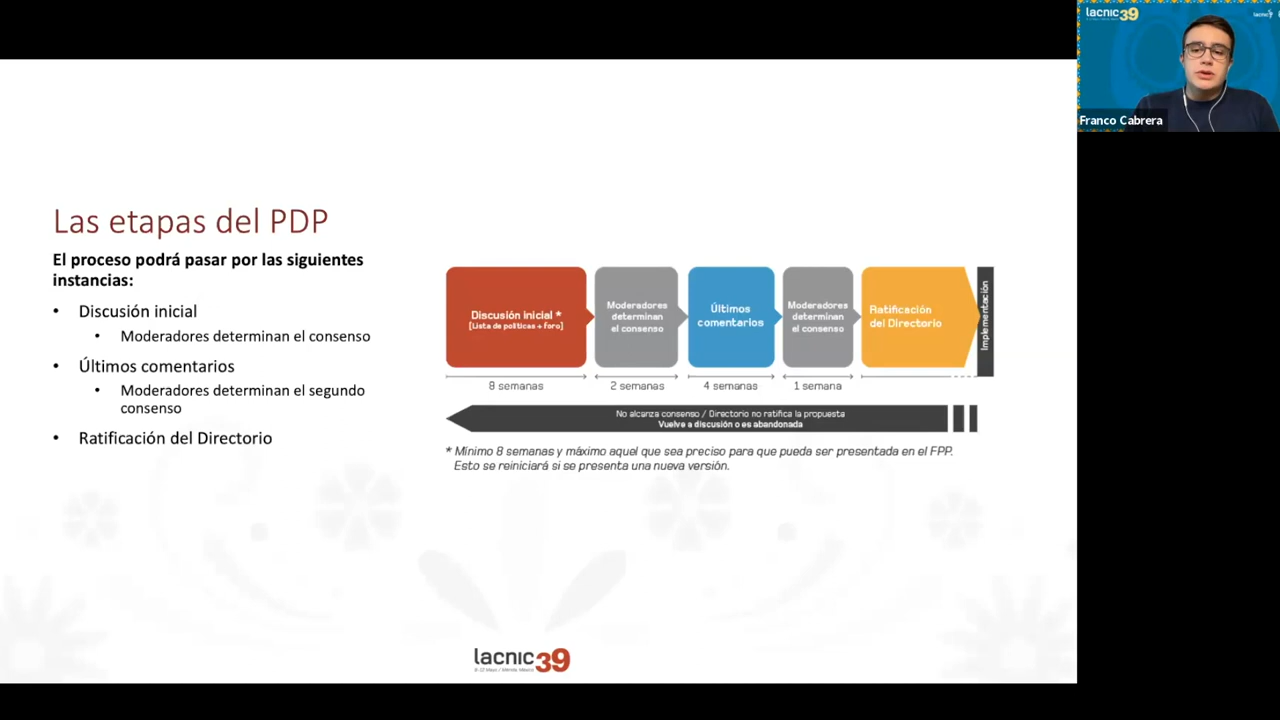 Las etapas del PDP
El proceso podrá pasar por las siguientes
instancias:
• Discusión inicial
• Moderadores determinan el consenso
• Últimos comentarios
• Moderadores determinan el segundo
consenso
• Ratificación del Directorio
Discusión inicial *
[Lista de políticas + foro]
Moderadores
determinan
el consenso
Últimos
comentarios
Moderadores
determinan
el consenso
Ratificación
del Directorio
Implementación
8 semanas
2 semanas
4 semanas
1 semana
No alcanza consenso / Directorio no ratifica la propuesta
Vuelve a discusión o es abandonada
* Mínimo 8 semanas y máximo aquel que sea preciso para que pueda ser presentada en el FPP.
Esto se reiniciará si se presenta una nueva versión.
lacnic39
lacnic39
lacnic
Franco Cabrera